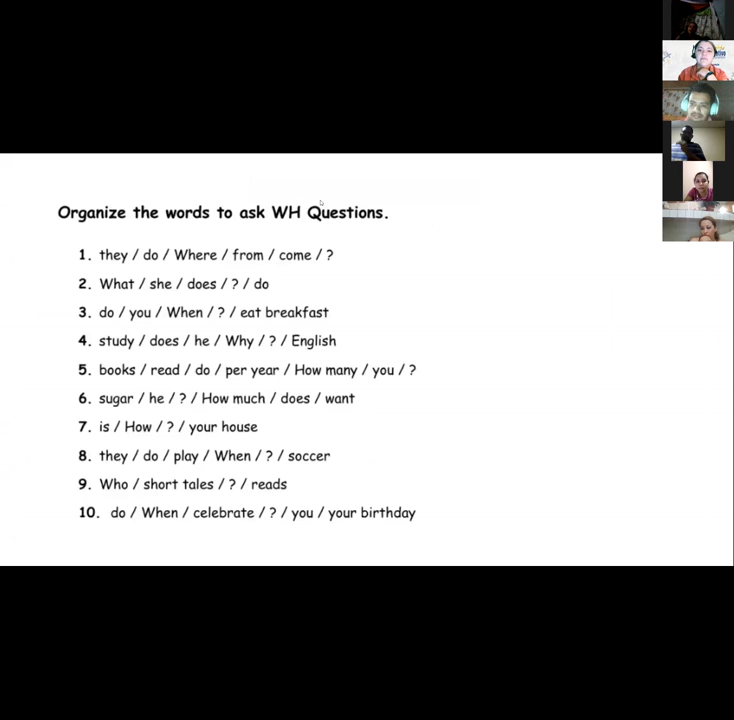 Organize the words to ask WH Questions.
1. they / do / Where / from / come / ?
2. What / she / does / ? / do
3. do / you / When / ? / eat breakfast
4. study / does / he / Why / ? / English
5. books / read / do / per year / How many / you / ?
6. sugar / he / ? / How much / does / want
7. is / How / ? / your house
8. they / do / play / When / ? / soccer
9. Who / short tales / ? / reads
10. do / When / celebrate / ? / you / your birthday